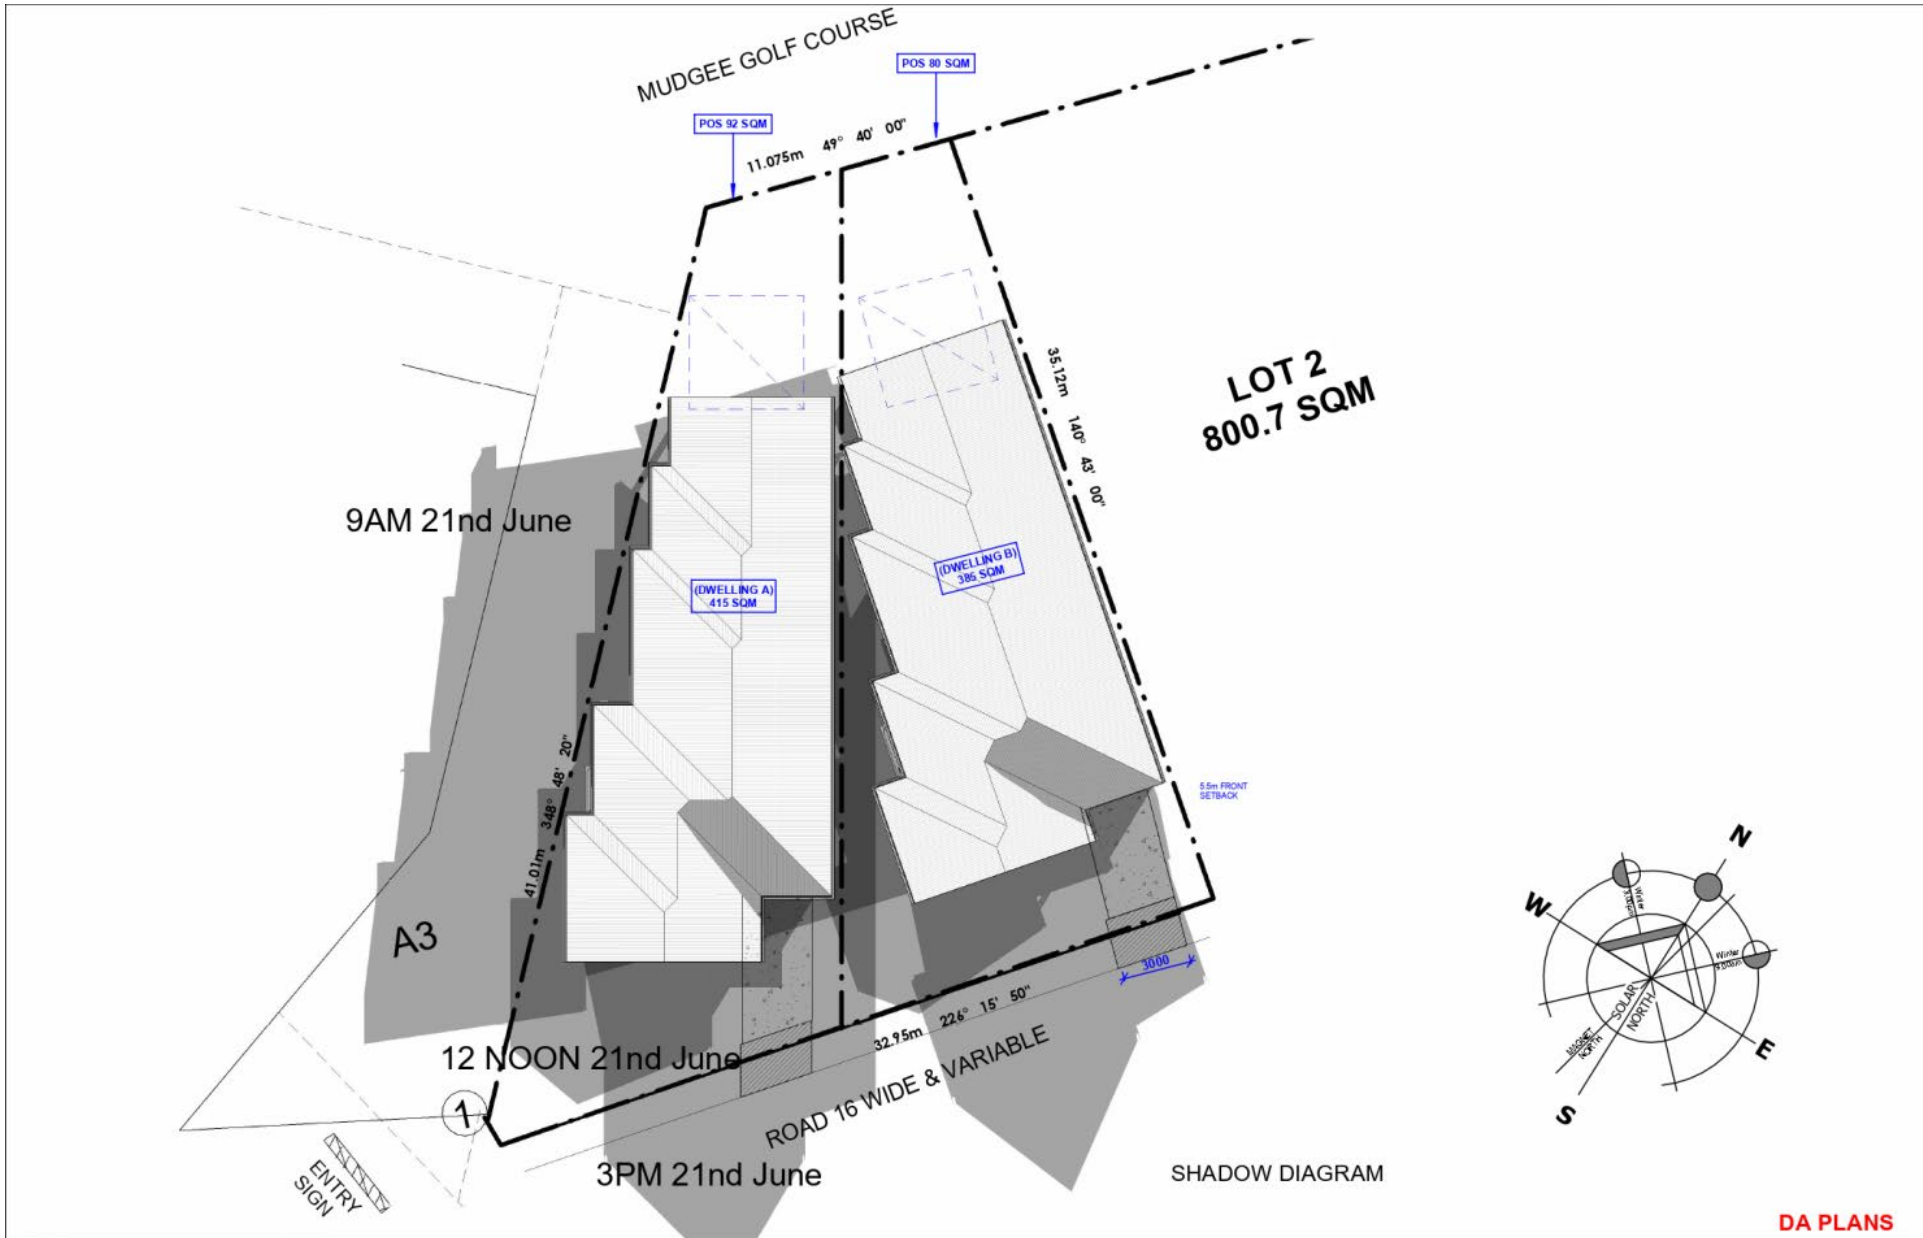 MUDGEE GOLF COURSE
POS 80 SQM
POS 92 SQM
11.075m 49° 40' 00"
35.12m 140° 43' 00"
LOT 2
800.7 SQM
9AM 21nd June
(DWELLING A)
415 SQM
(DWELLING B)
385 SQM
41.01m 348° 48' 20"
5.5m FRONT
SETBACK
A3
3000
32.95m 226° 15' 50"
12 NOON 21nd June
ROAD 16 WIDE & VARIABLE
1
ENTRY
SIGN
3PM 21nd June
SHADOW DIAGRAM
N
W
E
S
Winter
3.00pm
Winter
SOLAR
NORTH
MAGNET
NORTH
DA PLANS